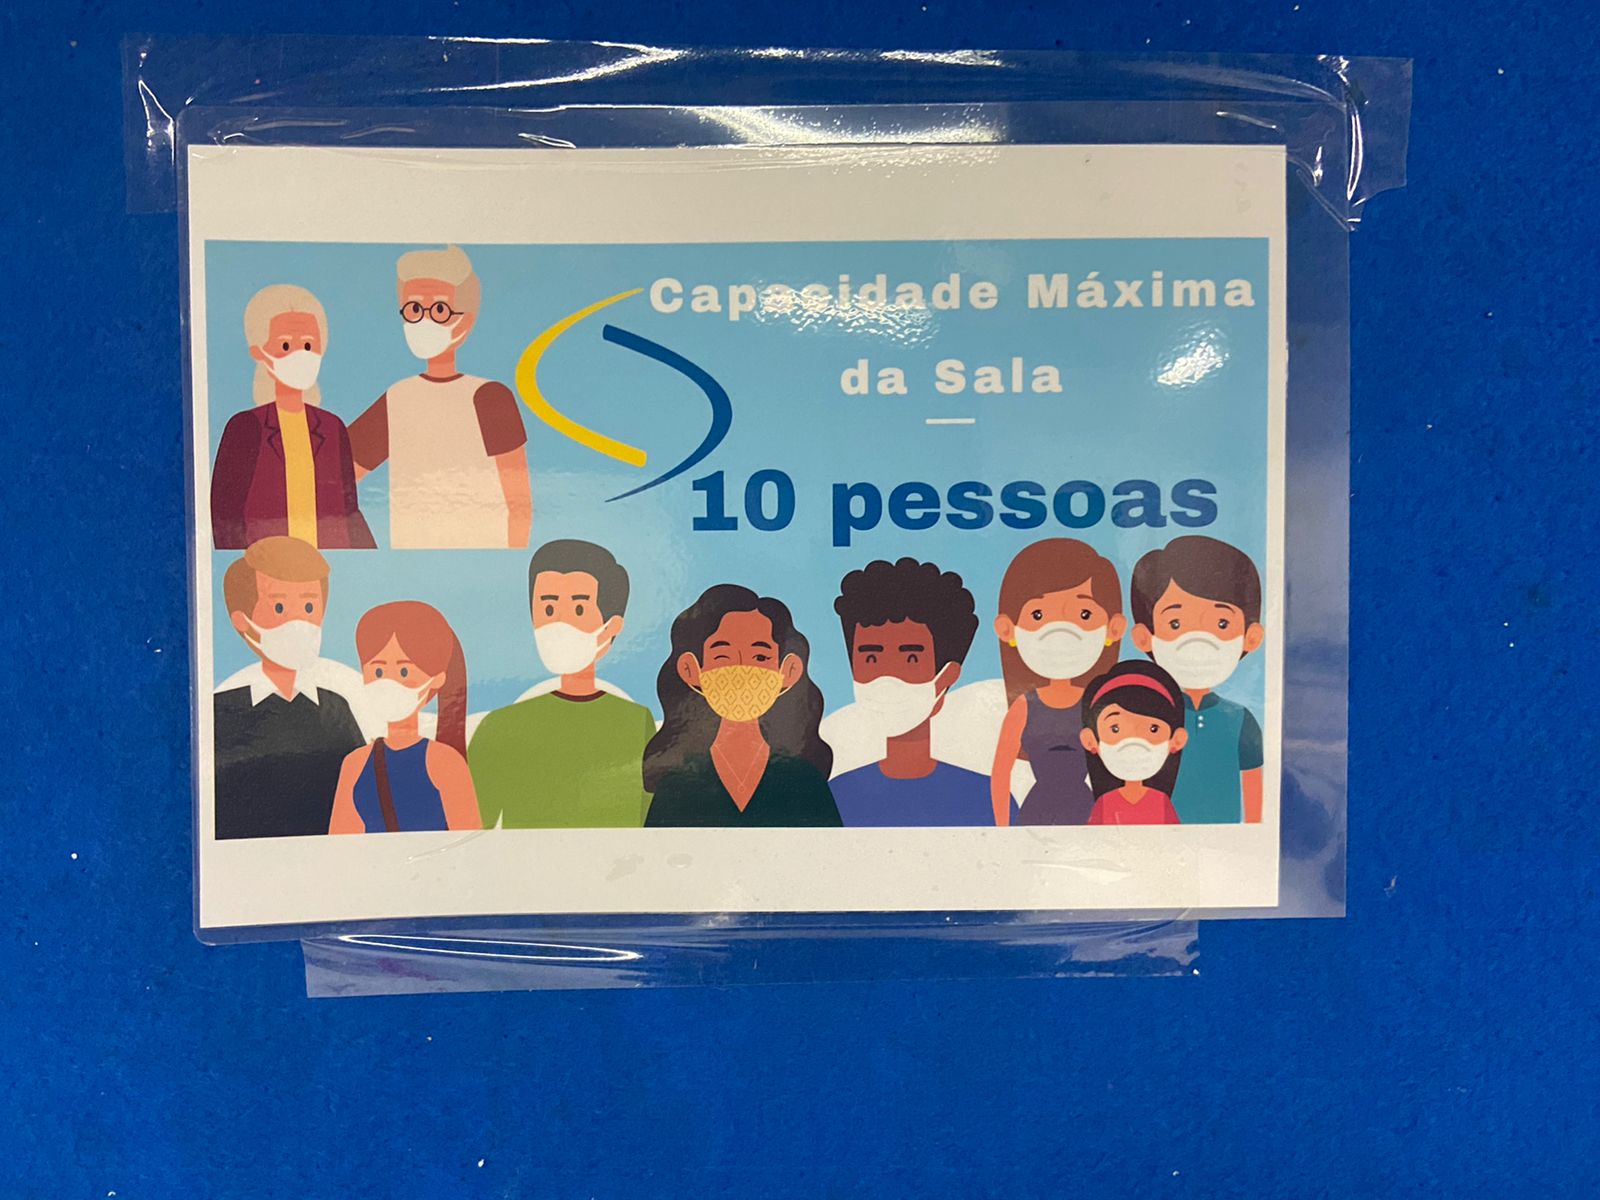 Capacidade Máxima
da Sala
10 pessoas